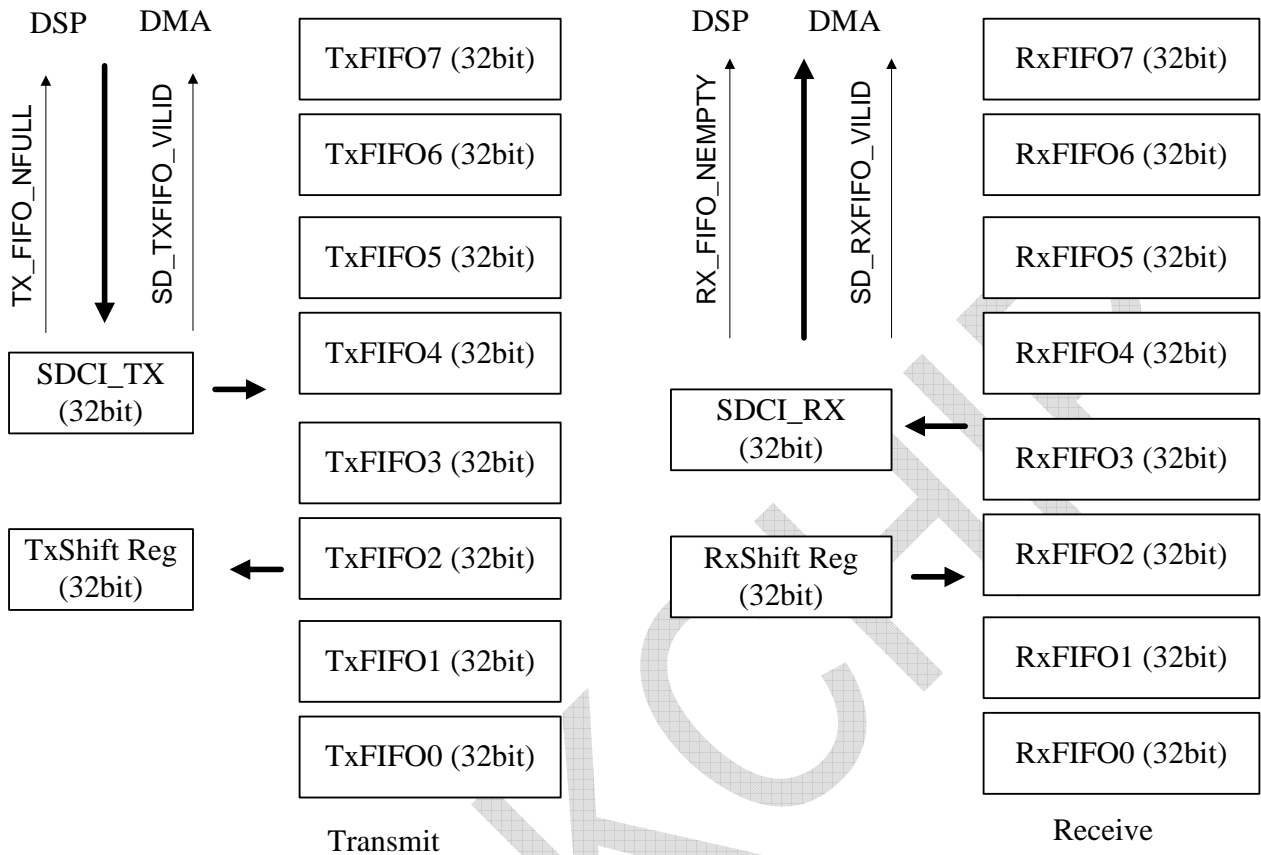 DSP
DMA
TX_FIFO_NFULL
SD_TXFIFO_VILID
SDCI_TX
(32bit)
TxShift Reg
(32bit)
TxFIFO7 (32bit)
TxFIFO6 (32bit)
TxFIFO5 (32bit)
TxFIFO4 (32bit)
TxFIFO3 (32bit)
TxFIFO2 (32bit)
TxFIFO1 (32bit)
TxFIFO0 (32bit)
Transmit
DSP
DMA
RX_FIFO_NEMPTY
SD_RXFIFO_VILID
SDCI_RX
(32bit)
RxShift Reg
(32bit)
RxFIFO7 (32bit)
RxFIFO6 (32bit)
RxFIFO5 (32bit)
RxFIFO4 (32bit)
RxFIFO3 (32bit)
RxFIFO2 (32bit)
RxFIFO1 (32bit)
RxFIFO0 (32bit)
Receive
KCHIP